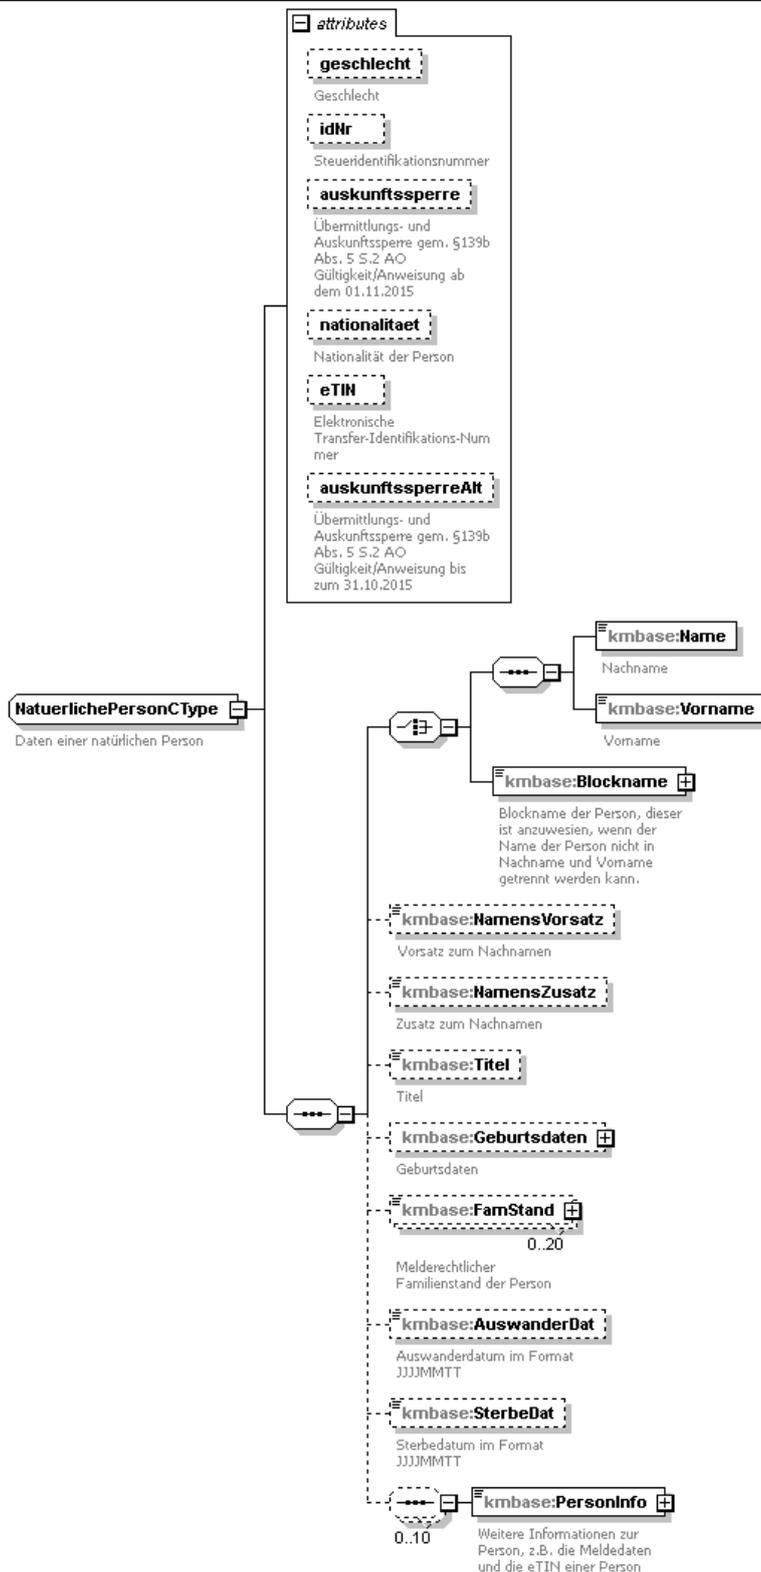 attributes
geschlecht
Geschlecht
idNr
Steueridentifikationsnummer
auskunftssperre
Übermittlungs- und
Auskunftssperre gem. §139b
Abs. 5 S.2 AO
Gültigkeit/Anweisung ab
dem 01.11.2015
nationalitaet
Nationalität der Person
eTIN
Elektronische
Transfer-Identifikations-Num
mer
auskunftssperreAlt
Übermittlungs- und
Auskunftssperre gem. §139b
Abs. 5 S.2 AO
Gültigkeit/Anweisung bis
zum 31.10.2015
NatuerlichePersonCType
Daten einer natürlichen Person
kmbase:Name
Nachname
kmbase:Vorname
Vorname
kmbase:Blockname
Blockname der Person, dieser
ist anzuwesien, wenn der
Name der Person nicht in
Nachname und Vorname
getrennt werden kann.
kmbase:NamensVorsatz
Vorsatz zum Nachnamen
kmbase:NamensZusatz
Zusatz zum Nachnamen
kmbase:Titel
Titel
kmbase:Geburtsdaten
Geburtsdaten
kmbase:FamStand
0..20
Melderechtlicher
Familienstand der Person
kmbase:AuswanderDat
Auswanderdatum im Format
JJJJMMTT
kmbase:SterbeDat
Sterbedatum im Format
JJJJMMTT
kmbase:PersonInfo
0..10
Weitere Informationen zur
Person, z.B. die Meldedaten
und die eTIN einer Person